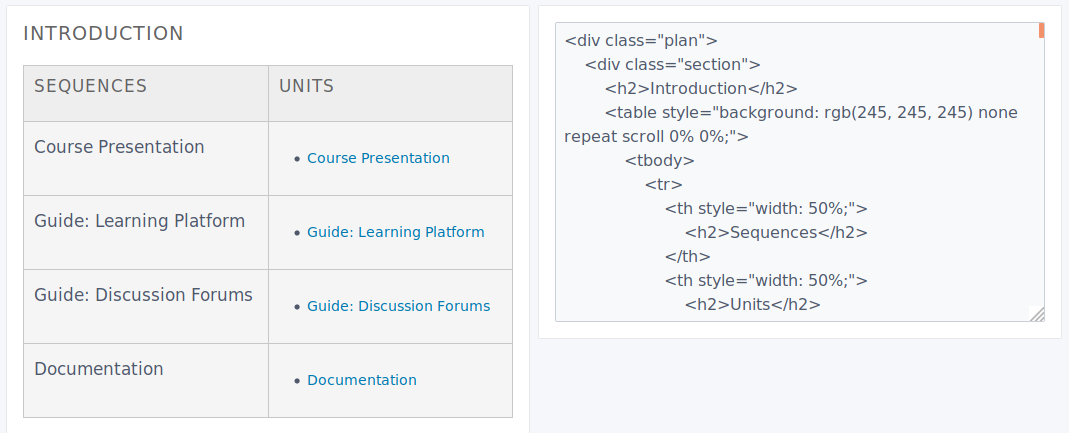 INTRODUCTION
SEQUENCES UNITS
Course Presentation
• Course Presentation
Guide: Learning Platform
• Guide: Learning Platform
Guide: Discussion Forums
• Guide: Discussion Forums
Documentation
• Documentation
<div class="plan">
<div class="section">
<h2>Introduction</h2>
<table style="background: rgb(245, 245, 245) none
repeat scroll 0% 0%;">
<tbody>
<tr>
<th style="width: 50%;">
<h2>Sequences</h2>
</th>
<th style="width: 50%;">
<h2>Units</h2>